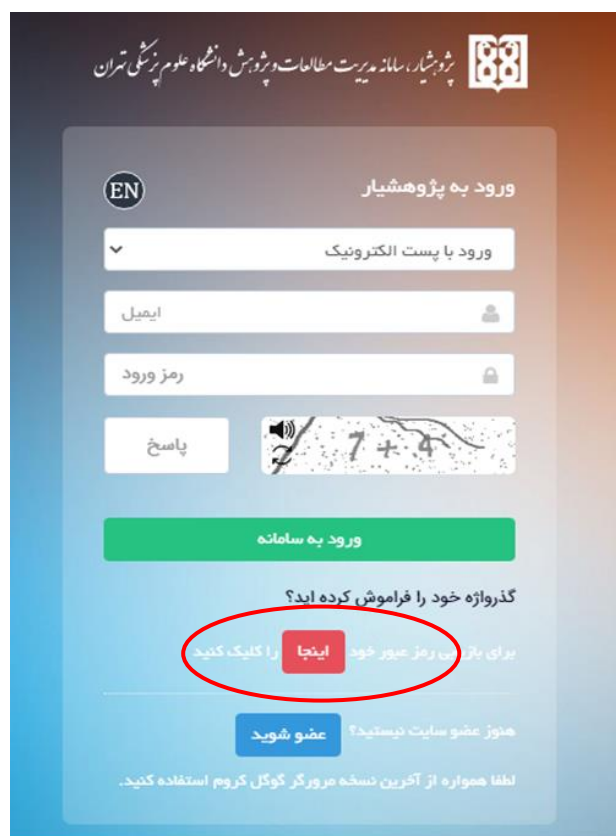 پژوهشیار، سامانه مدیریت مطالعات و پژوهش دانشگاه علوم پزشکی تهران
ورود به پژوهشیار
EN
ورود با پست الکترونیک
ایمیل
رمز ورود
7 + 4
پاسخ
ورود به سامانه
گذرواژه خود را فراموش کرده اید؟
برای بازیابی رمز عبور خود اینجا را کلیک کنید
هنوز عضو سایت نیستید؟ عضو شوید
لطفا همواره از آخرین نسخه مرورگر گوگل کروم استفاده کنید.